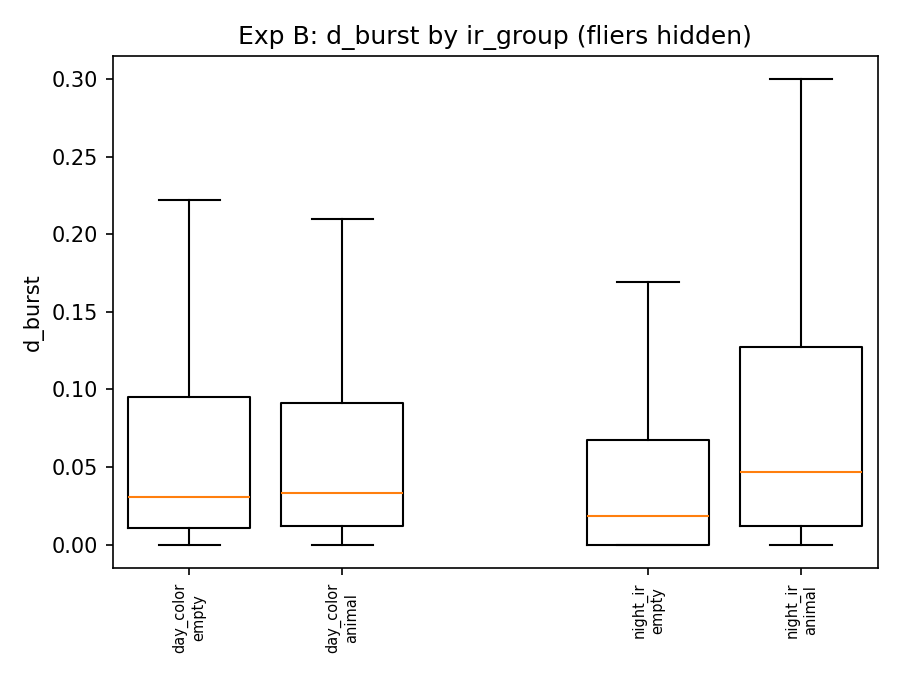 Exp B: d_burst by ir_group (fliers hidden)
0.30
0.25
0.20
0.15
0.10
0.05
0.00
d_burst
day_color
empty
day_color
animal
night_ir
empty
night_ir
animal